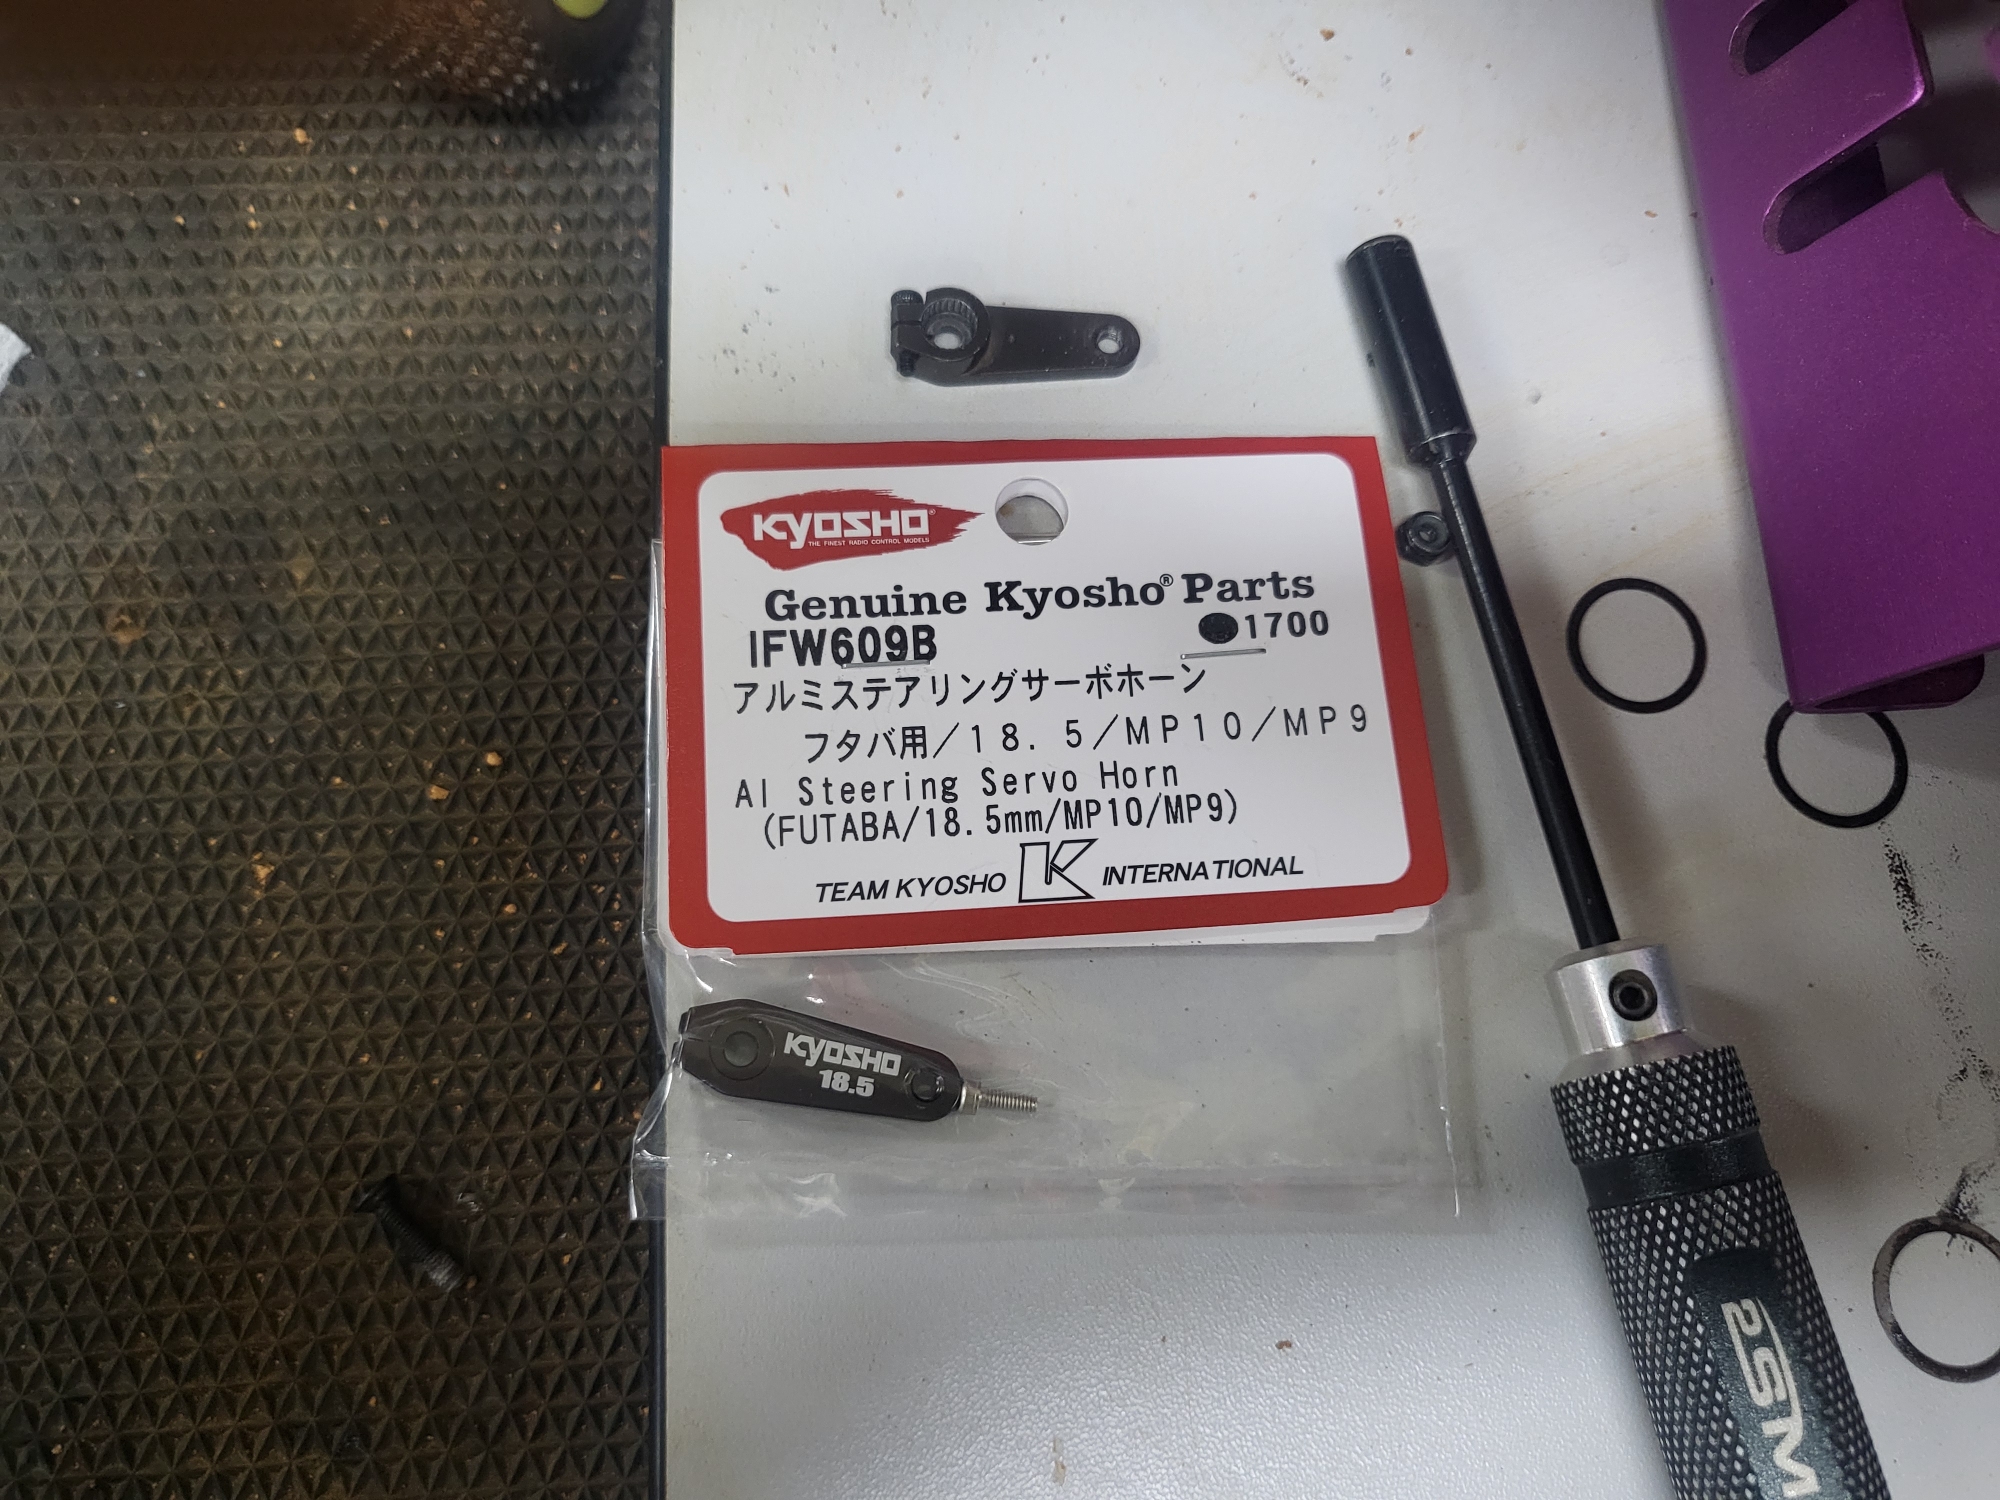 KYOSHO®
THE FINEST RADIO CONTROL MODELS
Genuine Kyosho® Parts
IFW609B ●1700
アルミステアリングサーボホーン
フタバ用/18.5/MP10/MP9
Al Steering Servo Horn
(FUTABA/18.5mm/MP10/MP9)
TEAM KYOSHO K INTERNATIONAL
KYOSHO
18.5